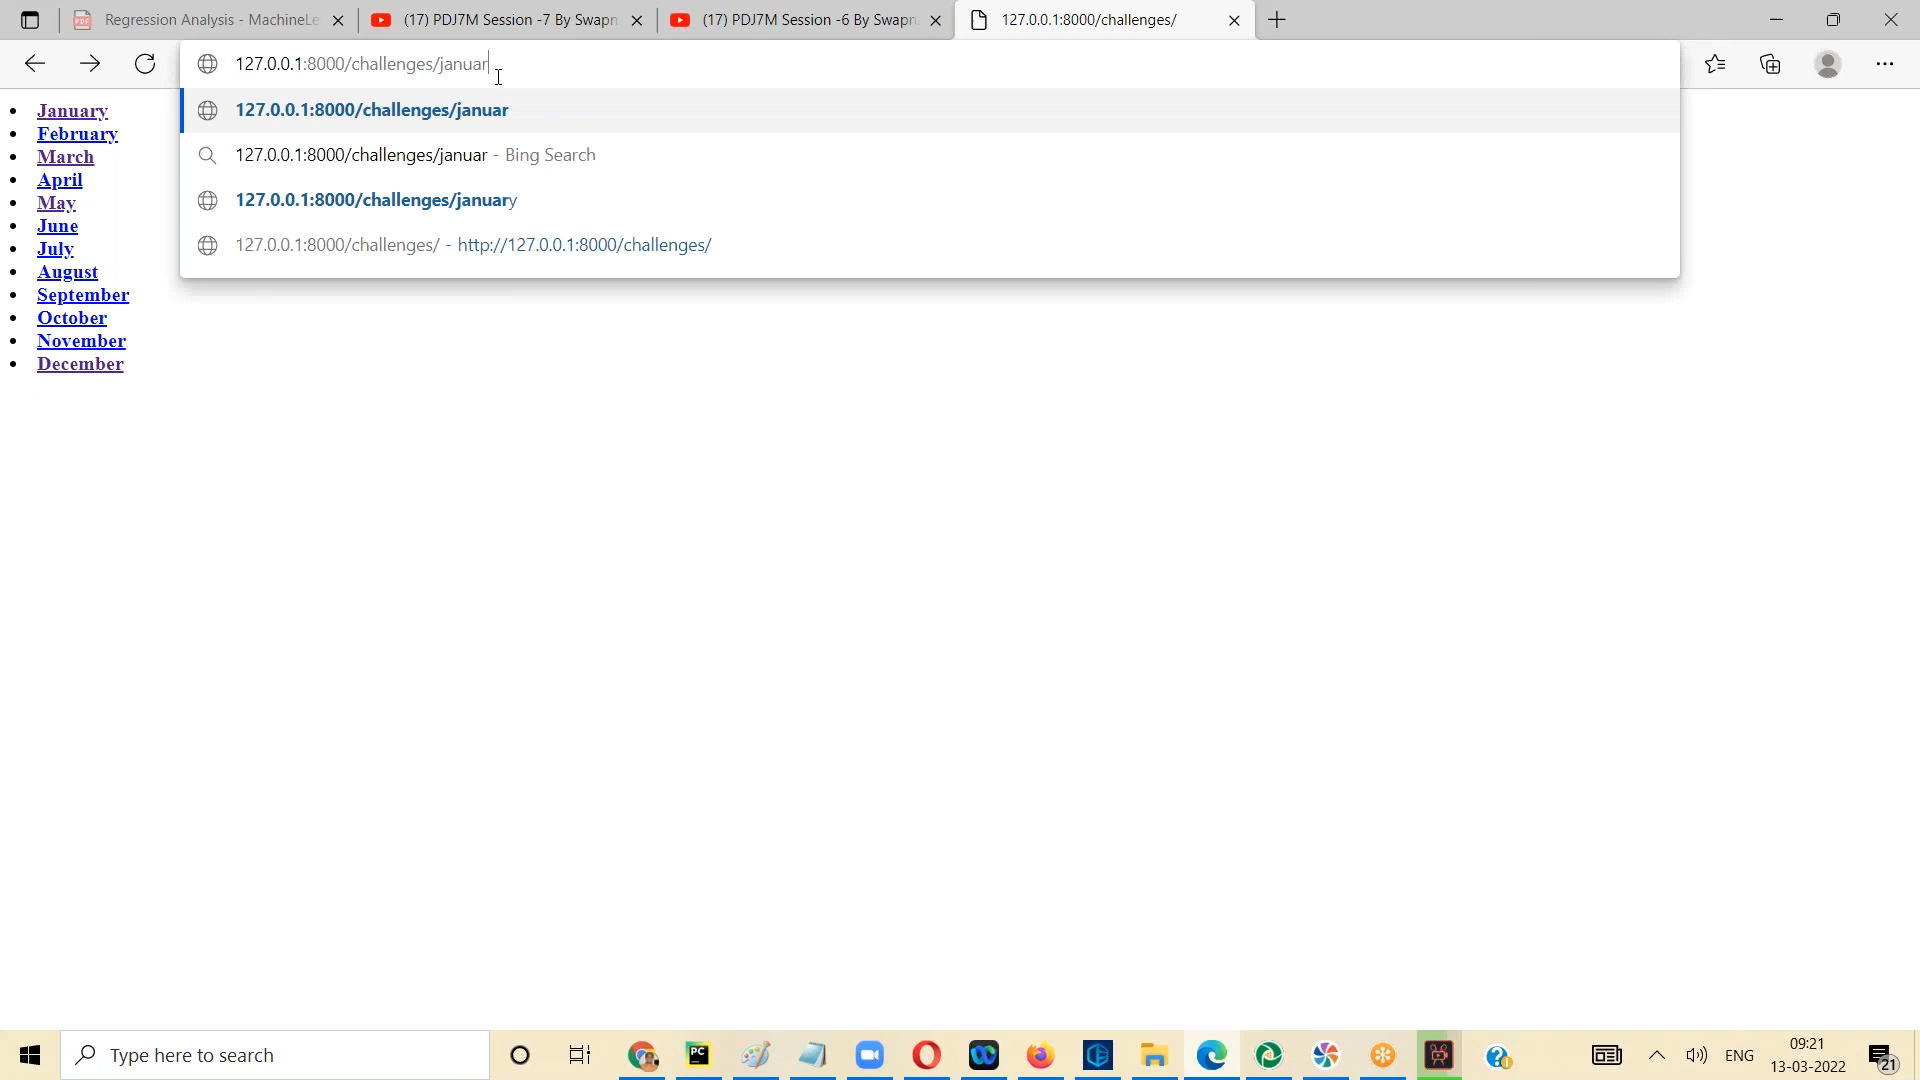 Regression Analysis - MachineLe
(17) PDJ7M Session -7 By Swapn
(17) PDJ7M Session -6 By Swapn
127.0.0.1:8000/challenges/
127.0.0.1:8000/challenges/januar
127.0.0.1:8000/challenges/januar
127.0.0.1:8000/challenges/januar - Bing Search
127.0.0.1:8000/challenges/january
127.0.0.1:8000/challenges/ - http://127.0.0.1:8000/challenges/
January
February
March
April
May
June
July
August
September
October
November
December
Type here to search
PC
ENG
09:21
13-03-2022
21